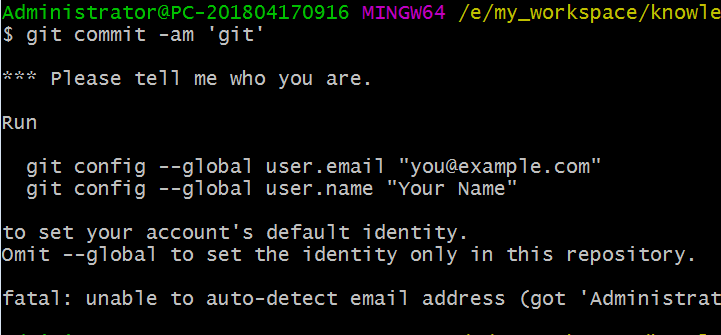 Administrator@PC-201804170916 MINGW64 /e/my_workspace/knowle
$ git commit -am 'git'
*** Please tell me who you are.
Run
git config --global user.email "you@example.com"
git config --global user.name "Your Name"
to set your account's default identity.
Omit --global to set the identity only in this repository.
fatal: unable to auto-detect email address (got 'Administrat